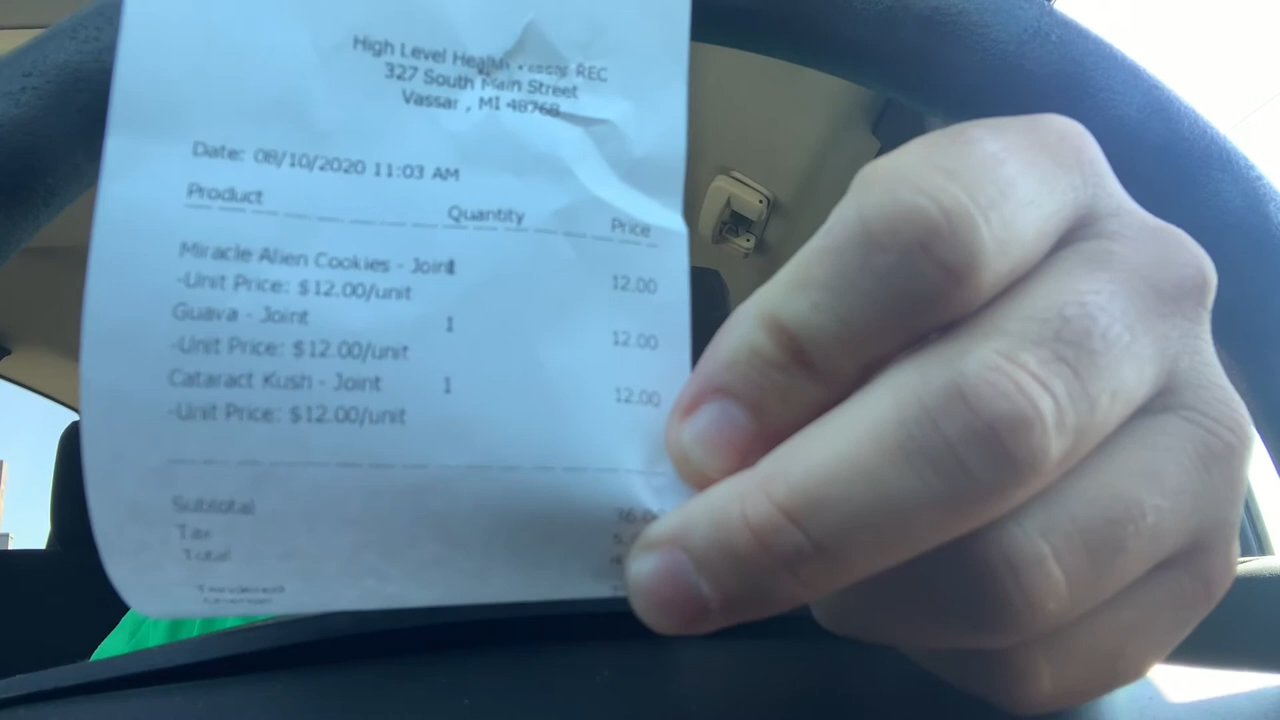 High Level Health REC
327 South Main Street
Vassar , MI 48768
Date: 08/10/2020 11:03 AM
Product Quantity Price
Miracle Alien Cookies - Joint 1 12.00
-Unit Price: $12.00/unit
Guava - Joint 1 12.00
-Unit Price: $12.00/unit
Cataract Kush - Joint 1 12.00
-Unit Price: $12.00/unit
Subtotal
Tax
Total